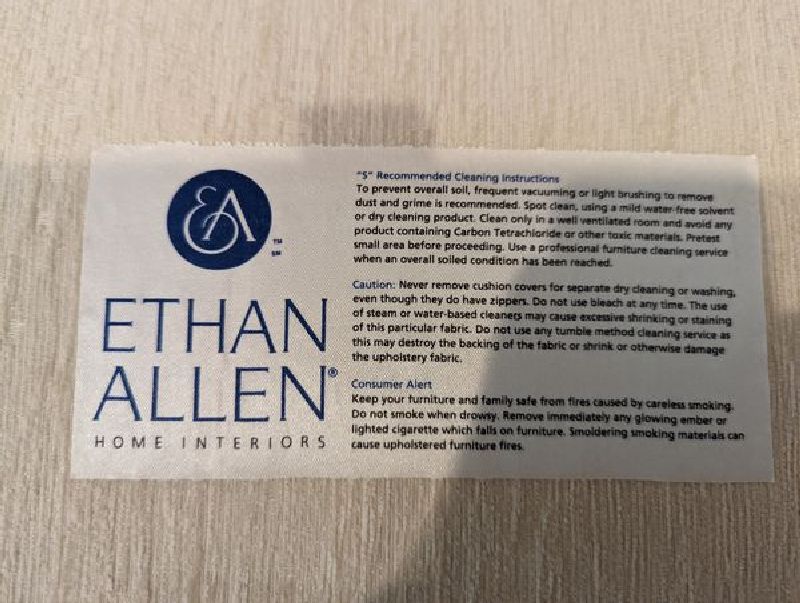 EA
™
SM
ETHAN
ALLEN®
HOME INTERIORS
"S" Recommended Cleaning Instructions
To prevent overall soil, frequent vacuuming or light brushing to remove
dust and grime is recommended. Spot clean, using a mild water-free solvent
or dry cleaning product. Clean only in a well ventilated room and avoid any
product containing Carbon Tetrachloride or other toxic materials. Pretest
small area before proceeding. Use a professional furniture cleaning service
when an overall soiled condition has been reached.
Caution: Never remove cushion covers for separate dry cleaning or washing,
even though they do have zippers. Do not use bleach at any time. The use
of steam or water-based cleaners may cause excessive shrinking or staining
of this particular fabric. Do not use any tumble method cleaning service as
this may destroy the backing of the fabric or shrink or otherwise damage
the upholstery fabric.
Consumer Alert
Keep your furniture and family safe from fires caused by careless smoking.
Do not smoke when drowsy. Remove immediately any glowing ember or
lighted cigarette which falls on furniture. Smoldering smoking materials can
cause upholstered furniture fires.